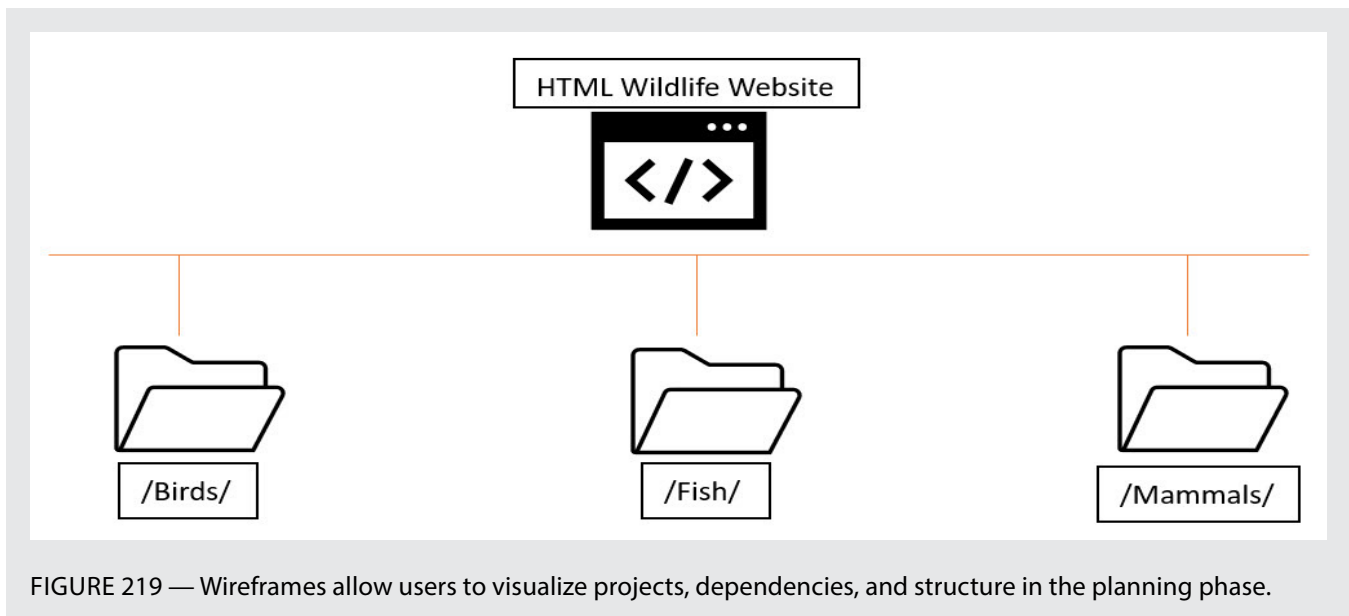 HTML Wildlife Website
</>
/Birds/
/Fish/
/Mammals/
FIGURE 219 — Wireframes allow users to visualize projects, dependencies, and structure in the planning phase.